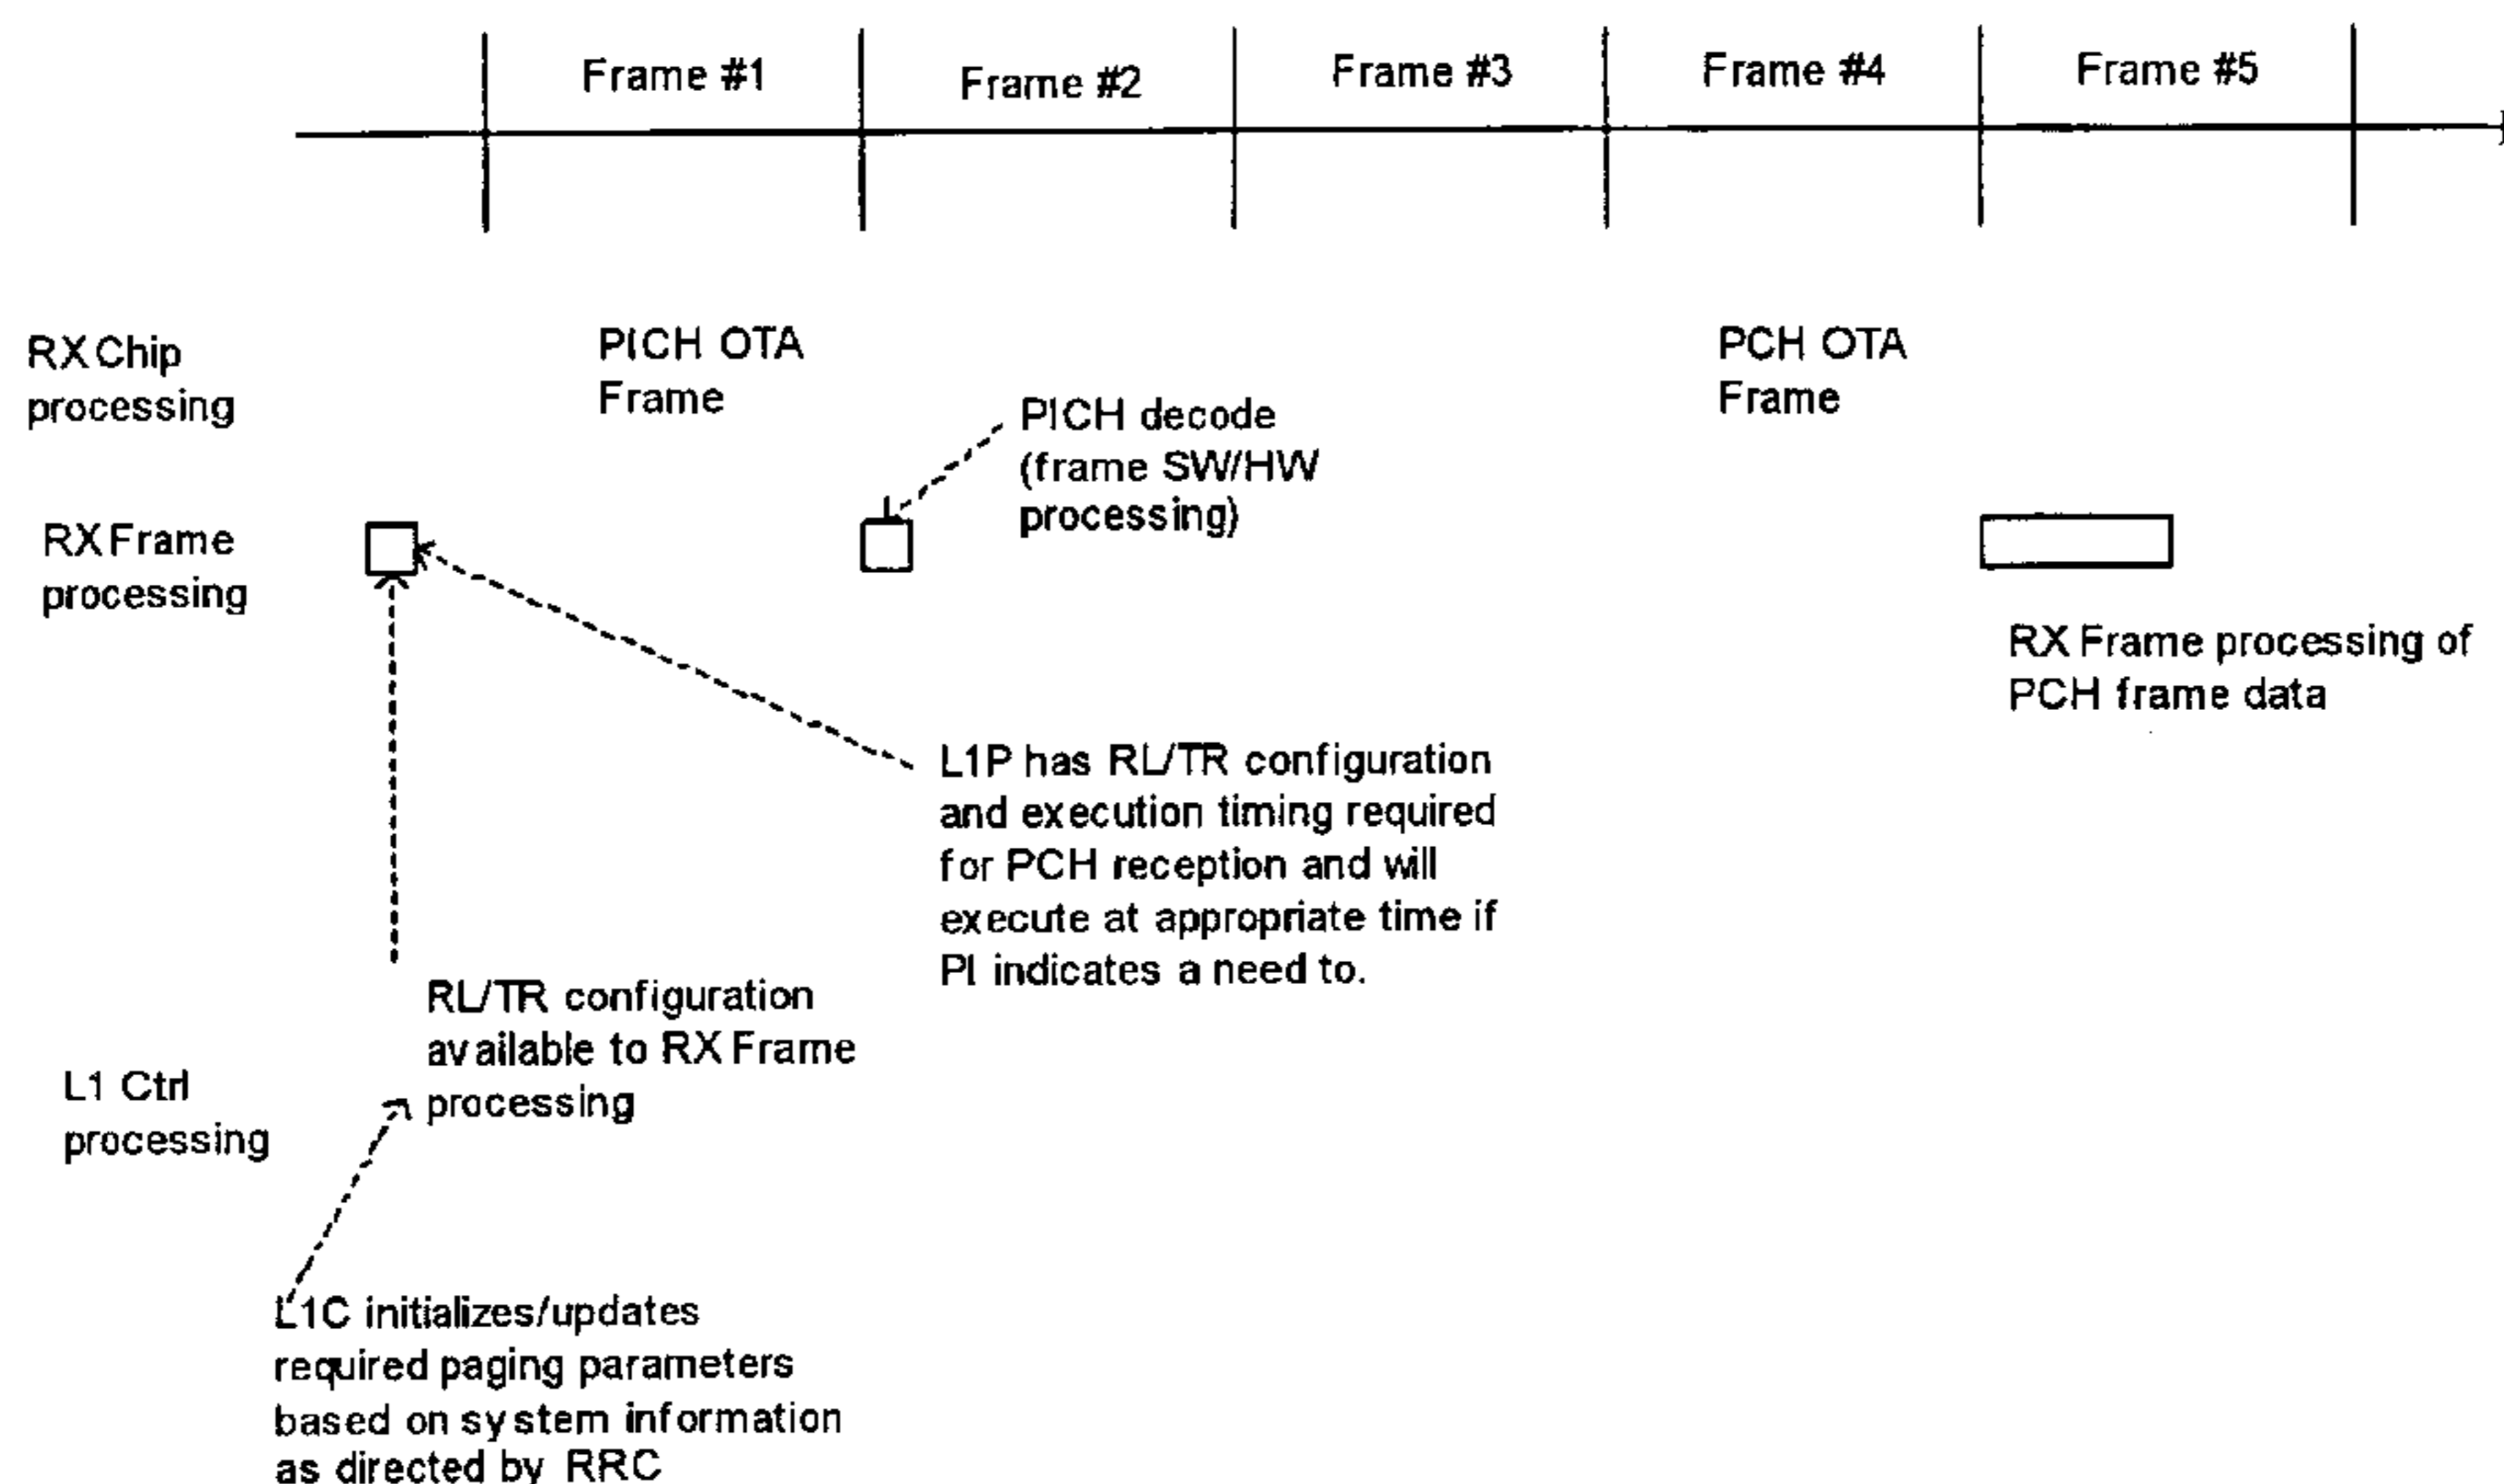 Frame #1
Frame #2
Frame #3
Frame #4
Frame #5
RX Chip
processing
PICH OTA
Frame
PCH OTA
Frame
PICH decode
(frame SW/HW
processing)
RX Frame
processing
RX Frame processing of
PCH frame data
L1P has RL/TR configuration
and execution timing required
for PCH reception and will
execute at appropriate time if
PI indicates a need to.
RL/TR configuration
available to RX Frame
processing
L1 Ctrl
processing
L1C initializes/updates
required paging parameters
based on system information
as directed by RRC